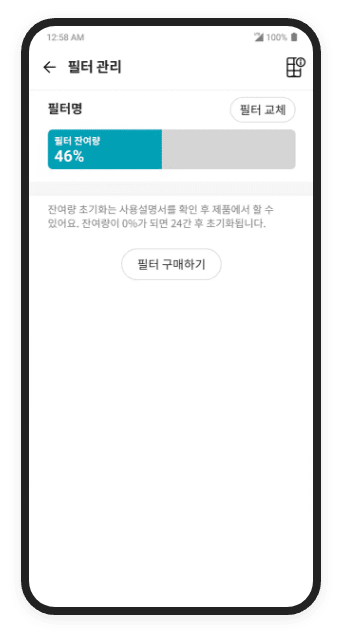 12:58 AM
100%
필터 관리
필터명
필터 교체
필터 잔여량
46%
잔여량 초기화는 사용설명서를 확인 후 제품에서 할 수
있어요. 잔여량이 0%가 되면 24간 후 초기화됩니다.
필터 구매하기